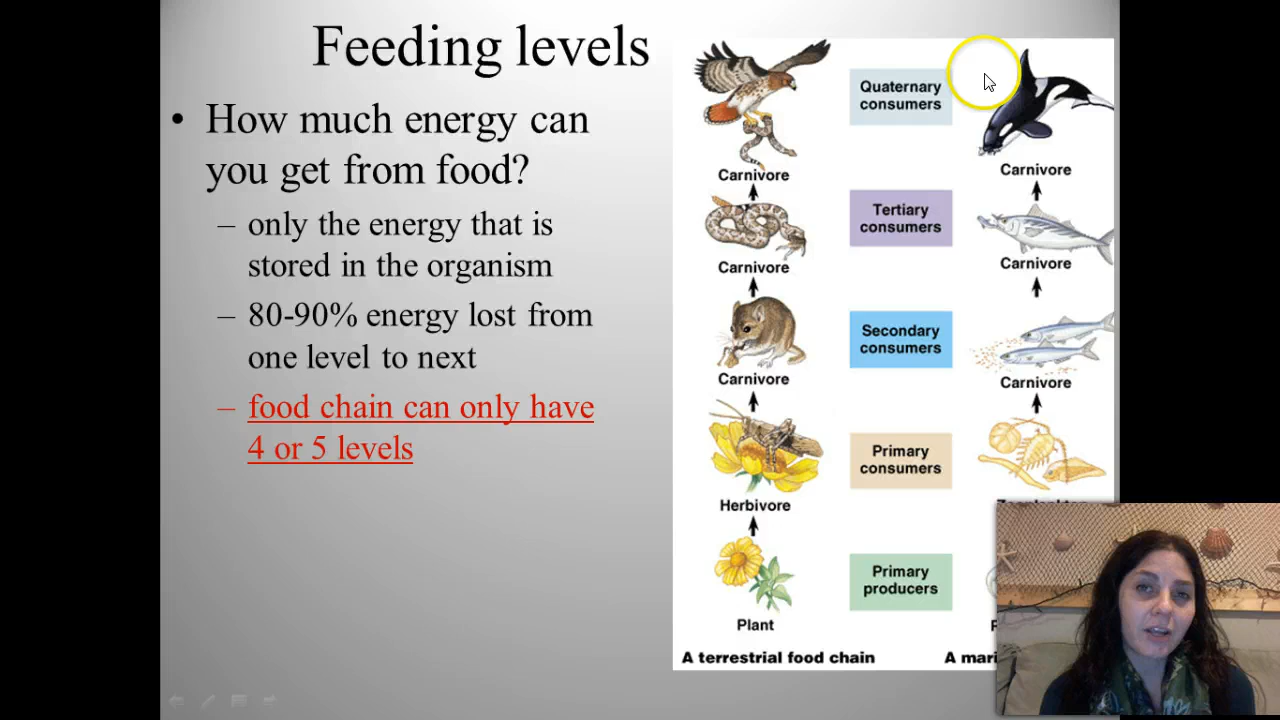 Feeding levels
• How much energy can
you get from food?
– only the energy that is
stored in the organism
– 80-90% energy lost from
one level to next
– food chain can only have
4 or 5 levels
Quaternary
consumers
Carnivore
Carnivore
Tertiary
consumers
Carnivore
Carnivore
Secondary
consumers
Carnivore
Carnivore
Primary
consumers
Herbivore
Primary
producers
Plant
A terrestrial food chain
A mari